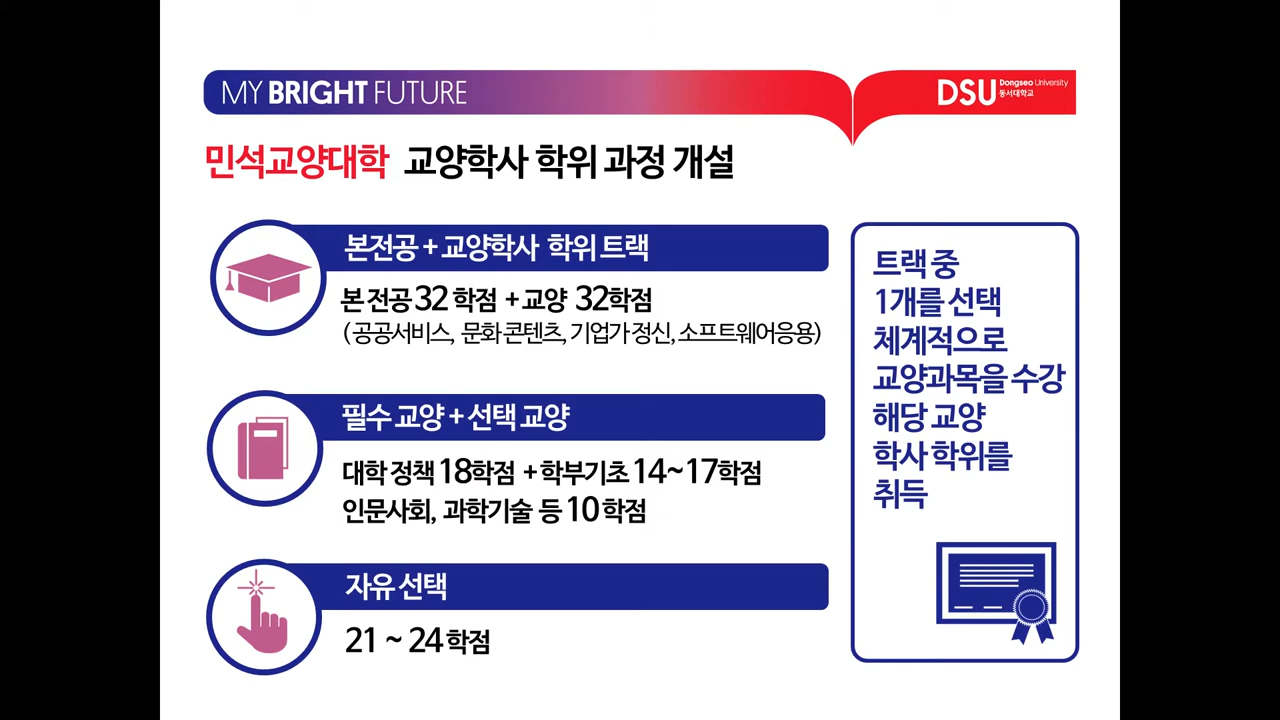 MY BRIGHT FUTURE
DSU Dongseo University
동서대학교
민석교양대학 교양학사 학위 과정 개설
본전공 + 교양학사 학위 트랙
본 전공 32 학점 + 교양 32학점
( 공공서비스, 문화 콘텐츠, 기업가 정신, 소프트웨어응용)
필수 교양 + 선택 교양
대학 정책 18학점 + 학부기초 14~17학점
인문사회, 과학기술 등 10 학점
자유 선택
21 ~ 24 학점
트랙 중
1개를 선택
체계적으로
교양과목을 수강
해당 교양
학사 학위를
취득